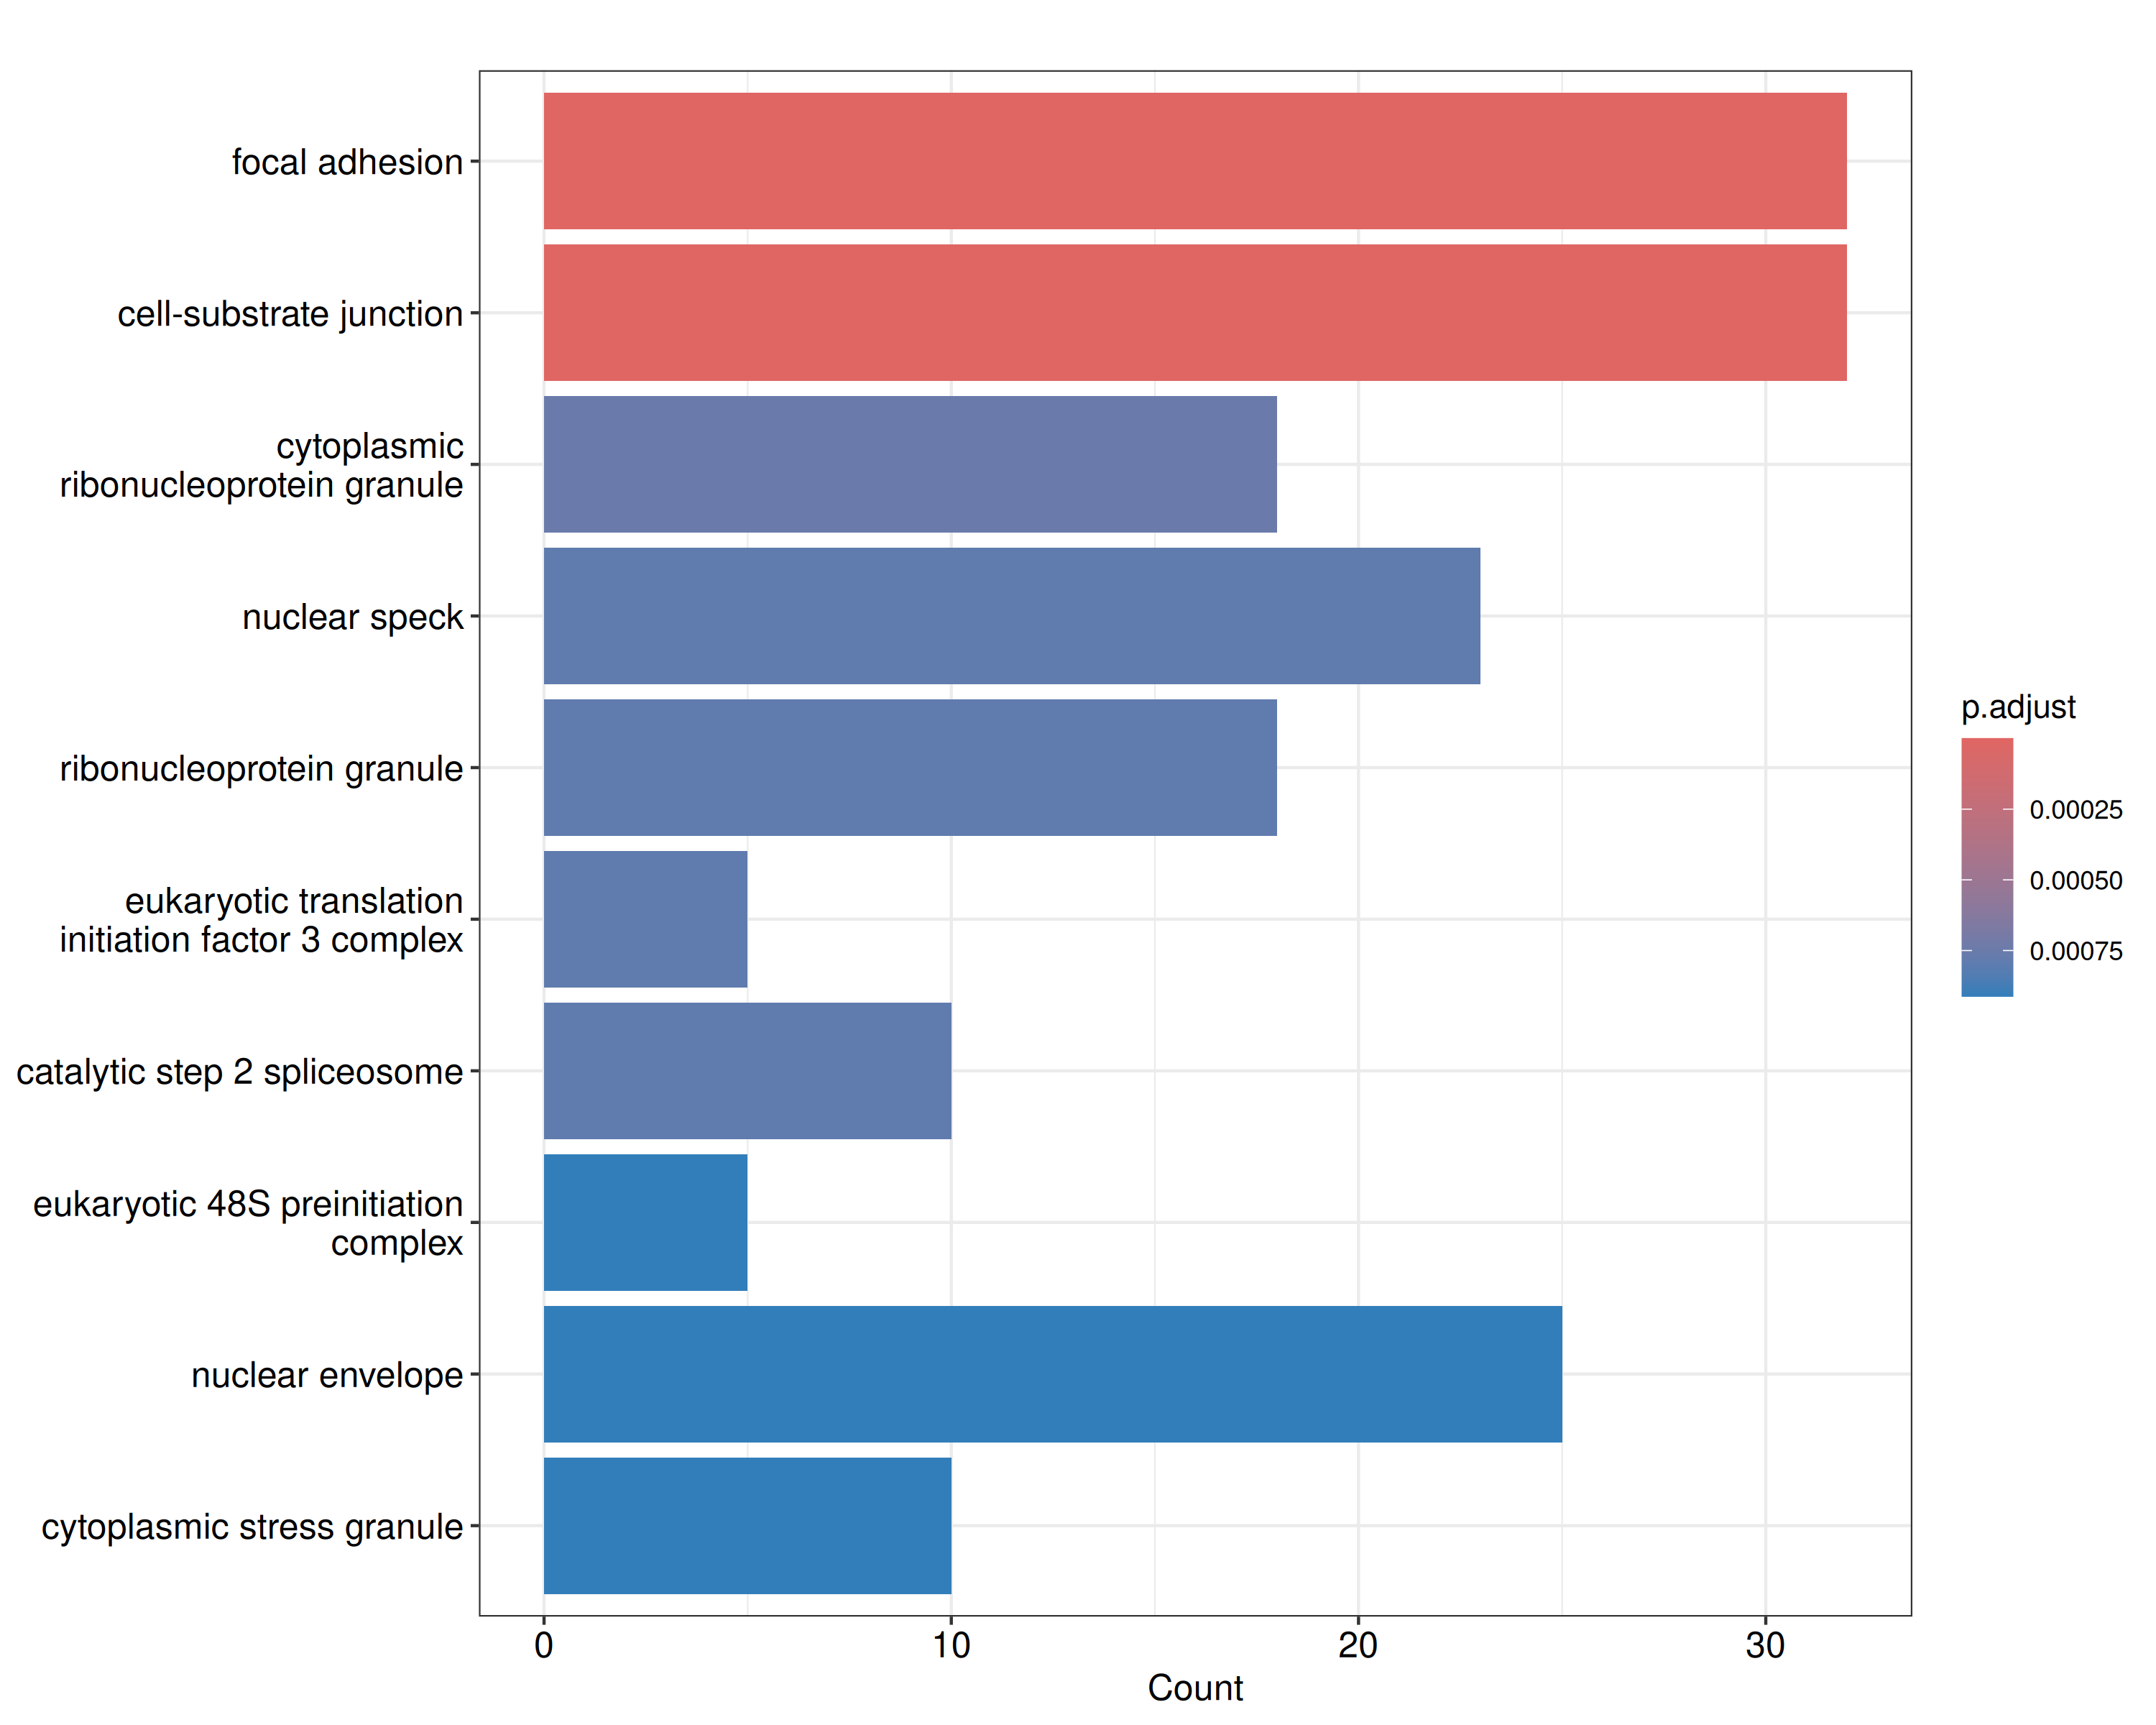 focal adhesion
cell-substrate junction
cytoplasmic
ribonucleoprotein granule
nuclear speck
ribonucleoprotein granule
eukaryotic translation
initiation factor 3 complex
catalytic step 2 spliceosome
eukaryotic 48S preinitiation
complex
nuclear envelope
cytoplasmic stress granule
0 10 20 30
Count
p.adjust
0.00025
0.00050
0.00075